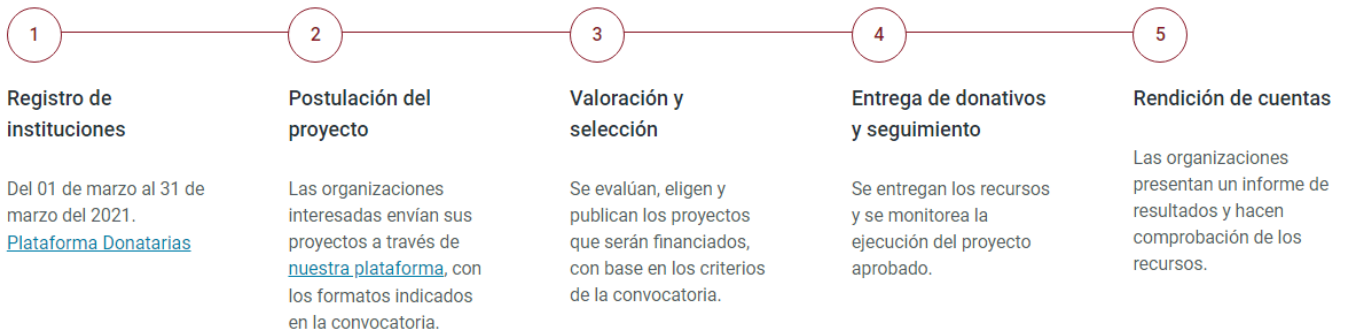 1
Registro de
instituciones
Del 01 de marzo al 31 de
marzo del 2021.
Plataforma Donatarias
2
Postulación del
proyecto
Las organizaciones
interesadas envían sus
proyectos a través de
nuestra plataforma, con
los formatos indicados
en la convocatoria.
3
Valoración y
selección
Se evalúan, eligen y
publican los proyectos
que serán financiados,
con base en los criterios
de la convocatoria.
4
Entrega de donativos
y seguimiento
Se entregan los recursos
y se monitorea la
ejecución del proyecto
aprobado.
5
Rendición de cuentas
Las organizaciones
presentan un informe de
resultados y hacen
comprobación de los
recursos.